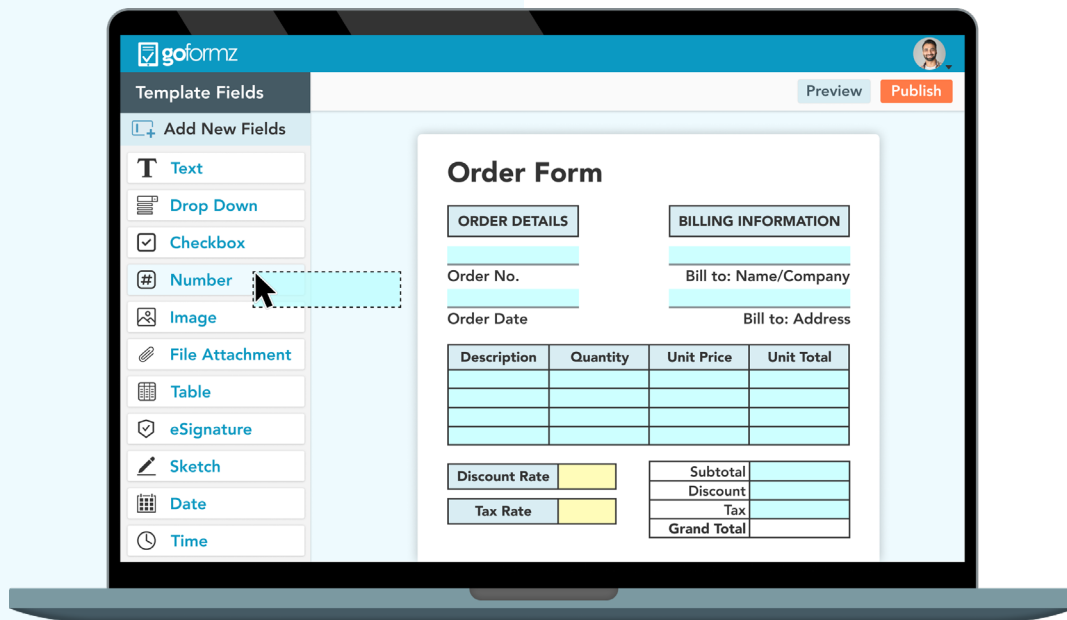 goformz
Template Fields
Preview
Publish
Add New Fields
Text
Drop Down
Checkbox
Number
Image
File Attachment
Table
eSignature
Sketch
Date
Time
Order Form
ORDER DETAILS
BILLING INFORMATION
Order No.
Bill to: Name/Company
Order Date
Bill to: Address
Description Quantity Unit Price Unit Total
Discount Rate
Tax Rate
Subtotal
Discount
Tax
Grand Total